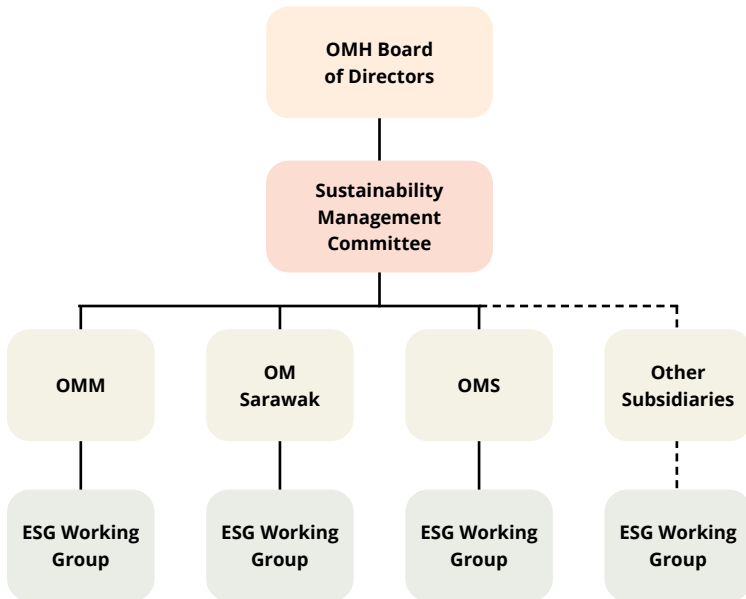 OMH Board
of Directors
Sustainability
Management
Committee
OMM
OM
Sarawak
OMS
Other
Subsidiaries
ESG Working
Group
ESG Working
Group
ESG Working
Group
ESG Working
Group